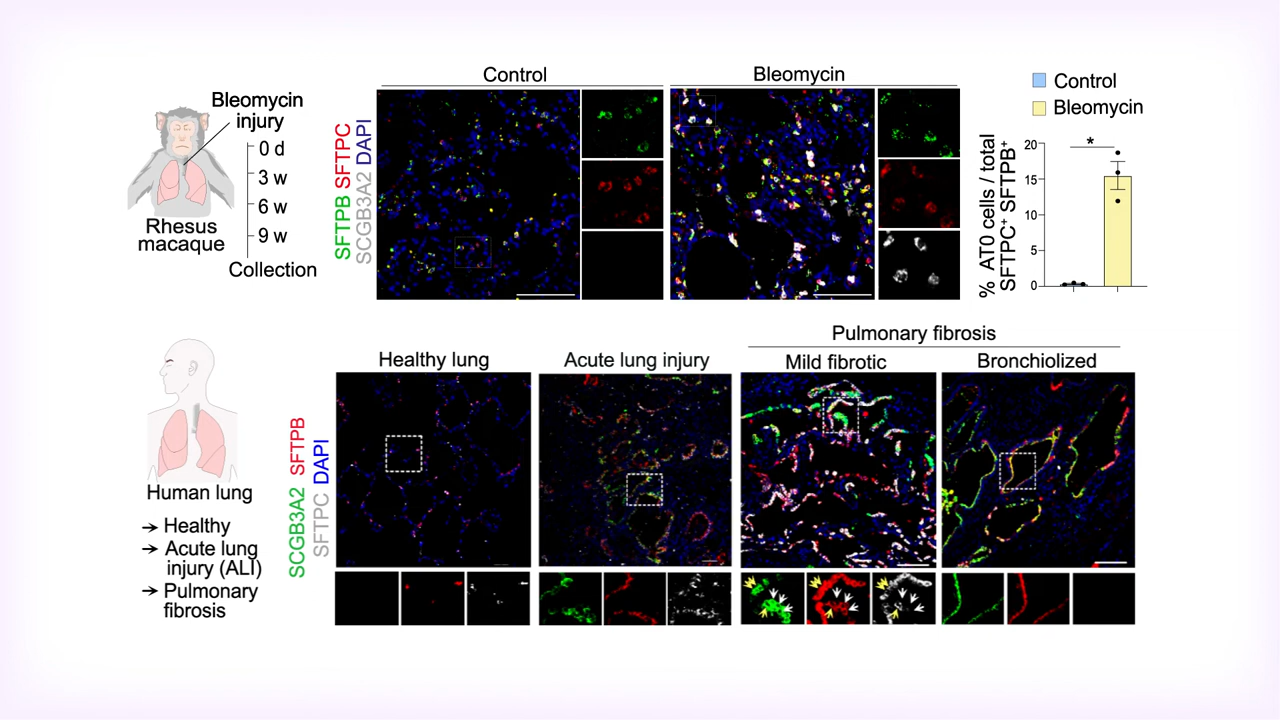 Control
Bleomycin
Control
Bleomycin
Bleomycin
injury
0 d
3 w
6 w
9 w
Collection
Rhesus
macaque
SFTPB SFTPC
SCGB3A2 DAPI
% AT0 cells / total
SFTPC⁺ SFTPB⁺
*
20
15
10
5
0
Pulmonary fibrosis
Healthy lung
Acute lung injury
Mild fibrotic
Bronchiolized
SCGB3A2 SFTPB
SFTPC DAPI
Human lung
→ Healthy
→ Acute lung
injury (ALI)
→ Pulmonary
fibrosis